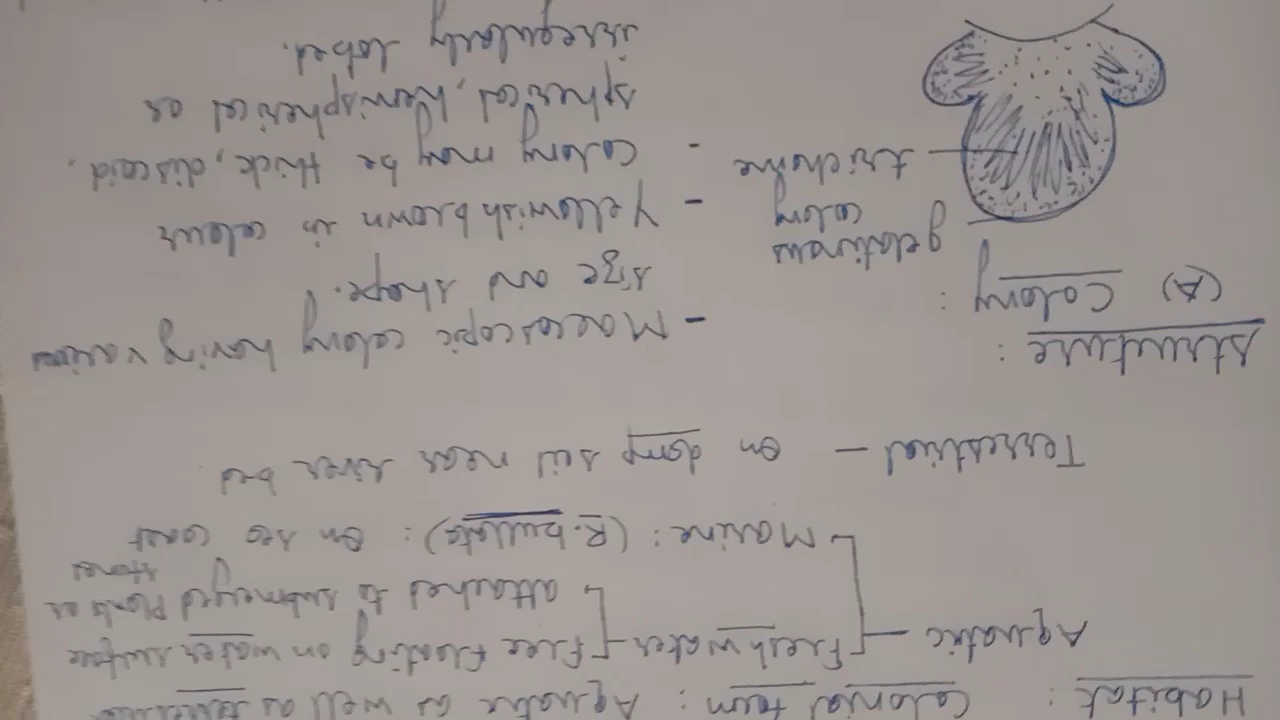 Habitat : Colonial form : Aquatic as well as terrestrial
Aquatic — Fresh water — Free floating on water surface
attached to submerged Plants or
stones
Marine : (R. bullata) : on sea coast
Terrestrial — on damp soil near river bed
Structure :
(A) Colony :
gelatinous
colony
trichome
- Macroscopic colony having various
size and shape.
- Yellowish brown in colour
- Colony may be thick, discoid,
spherical, hemispherical or
irregularly lobed.